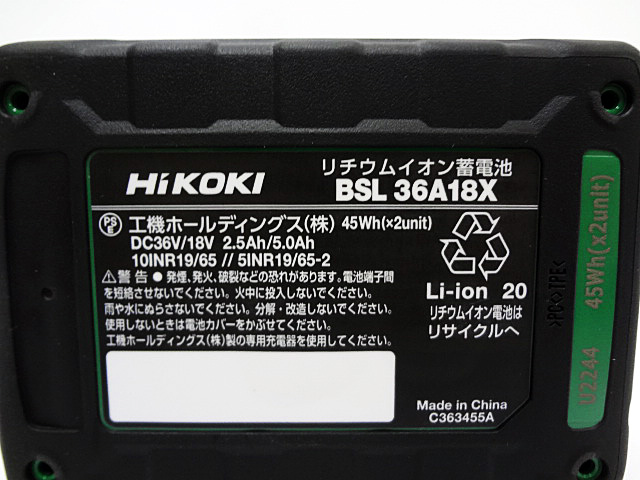 HiKOKI
リチウムイオン蓄電池
BSL 36A18X
PS E 工機ホールディングス(株) 45Wh(×2unit)
DC36V/18V 2.5Ah/5.0Ah
10INR19/65 // 5INR19/65-2
⚠警告 ● 発煙、発火、破裂などの恐れがあります。電池端子間
を短絡させないでください。火中に投入しないでください。
雨や水にぬらさないでください。分解・改造しないでください。
使用しないときは電池カバーをかぶせてください。
工機ホールディングス(株)製の専用充電器を使用してください。
Li-ion 20
リチウムイオン電池は
リサイクルへ
Made in China
C363455A
>PC◇TPE<
U2244 45Wh(x2unit)